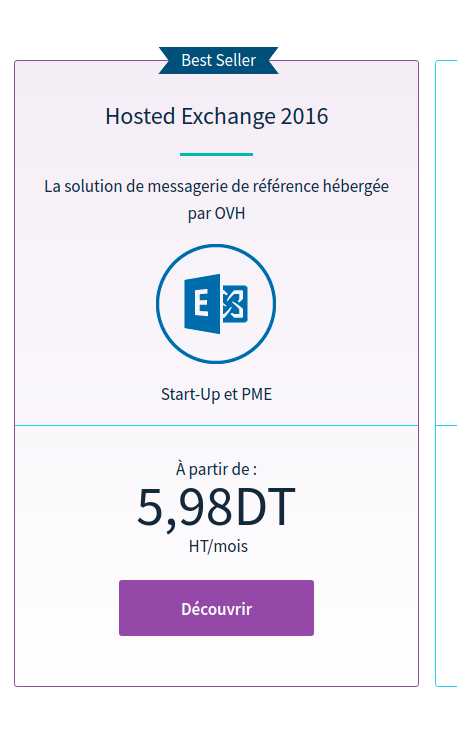 Best Seller
Hosted Exchange 2016
La solution de messagerie de référence hébergée
par OVH
E
Start-Up et PME
À partir de :
5,98DT
HT/mois
Découvrir